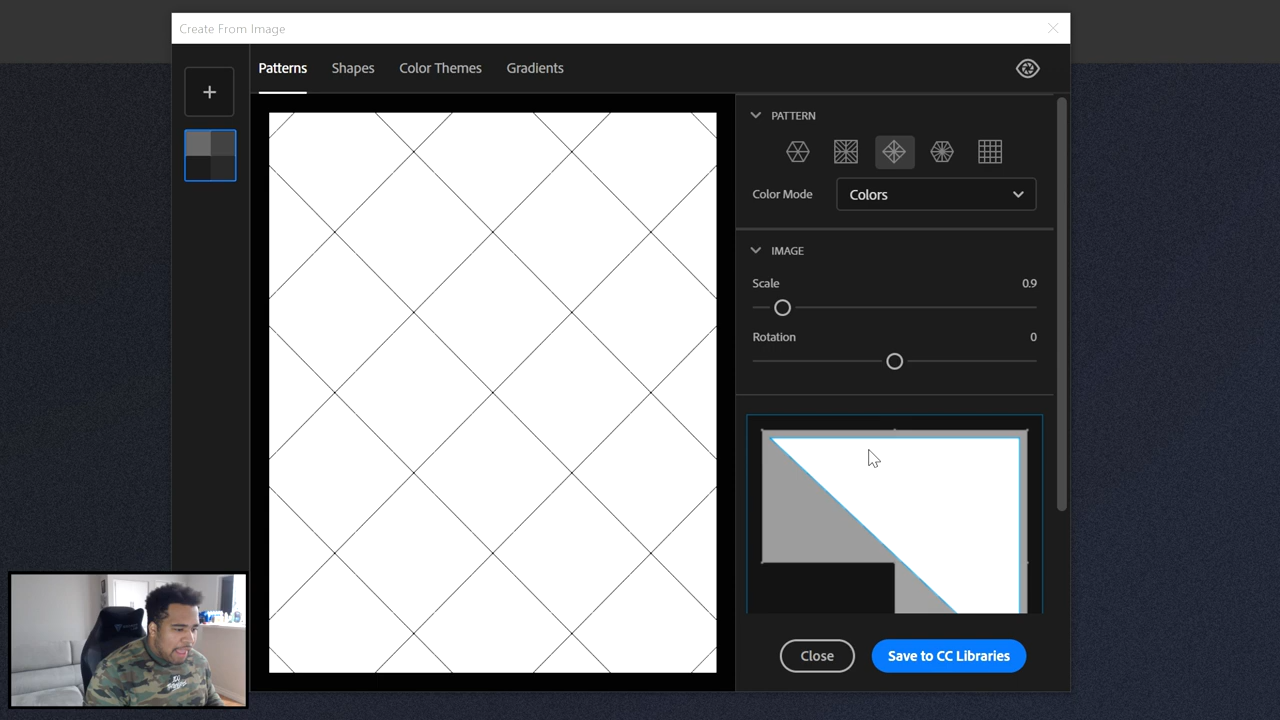 Create From Image
Patterns
Shapes
Color Themes
Gradients
PATTERN
Color Mode
Colors
IMAGE
Scale
0.9
Rotation
0
Close
Save to CC Libraries